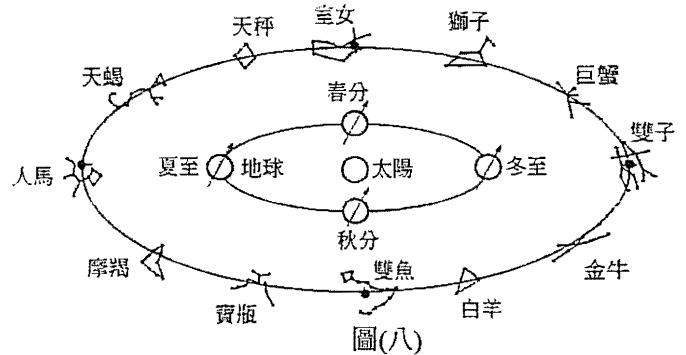 室女
獅子
天秤
巨蟹
天蠍
春分
雙子
人馬
夏至
地球
太陽
冬至
秋分
摩羯
雙魚
金牛
寶瓶
白羊
圖(八)